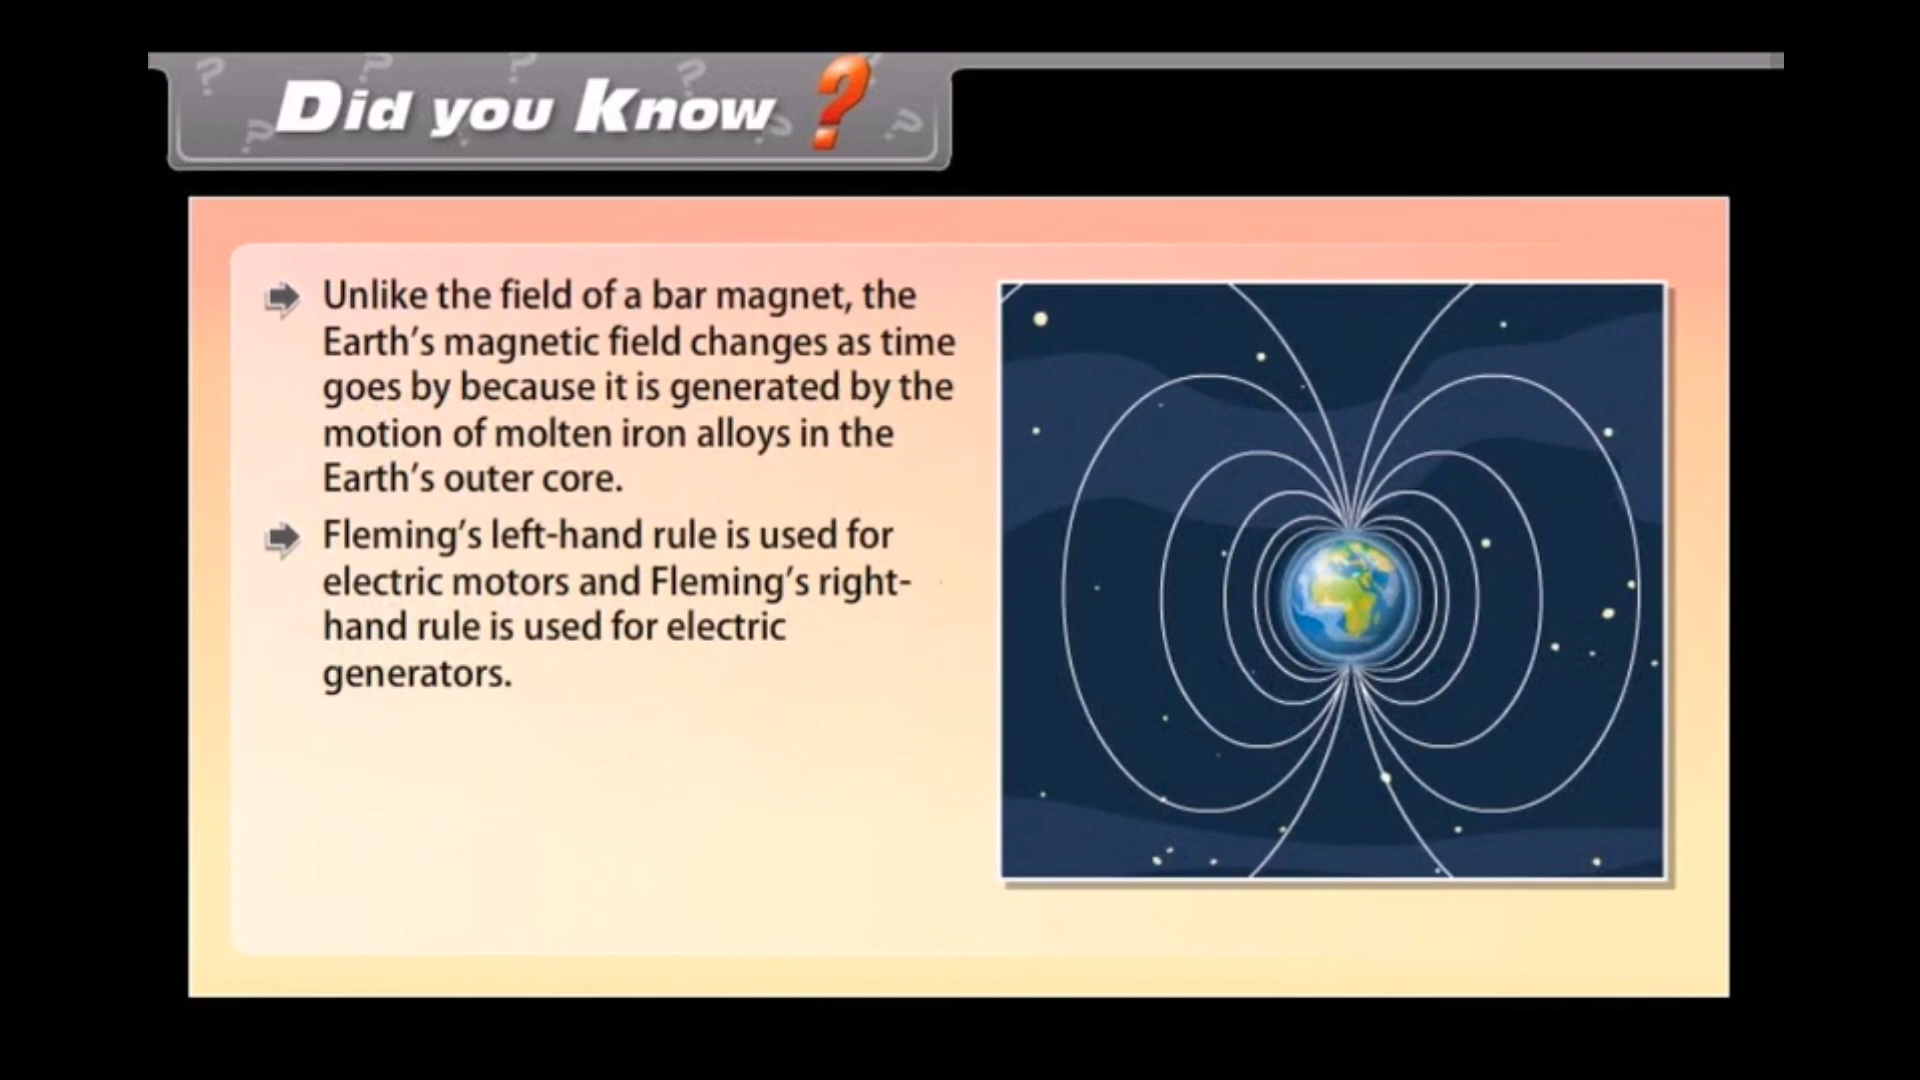 Did you Know ?
Unlike the field of a bar magnet, the
Earth's magnetic field changes as time
goes by because it is generated by the
motion of molten iron alloys in the
Earth's outer core.
Fleming's left-hand rule is used for
electric motors and Fleming's right-
hand rule is used for electric
generators.